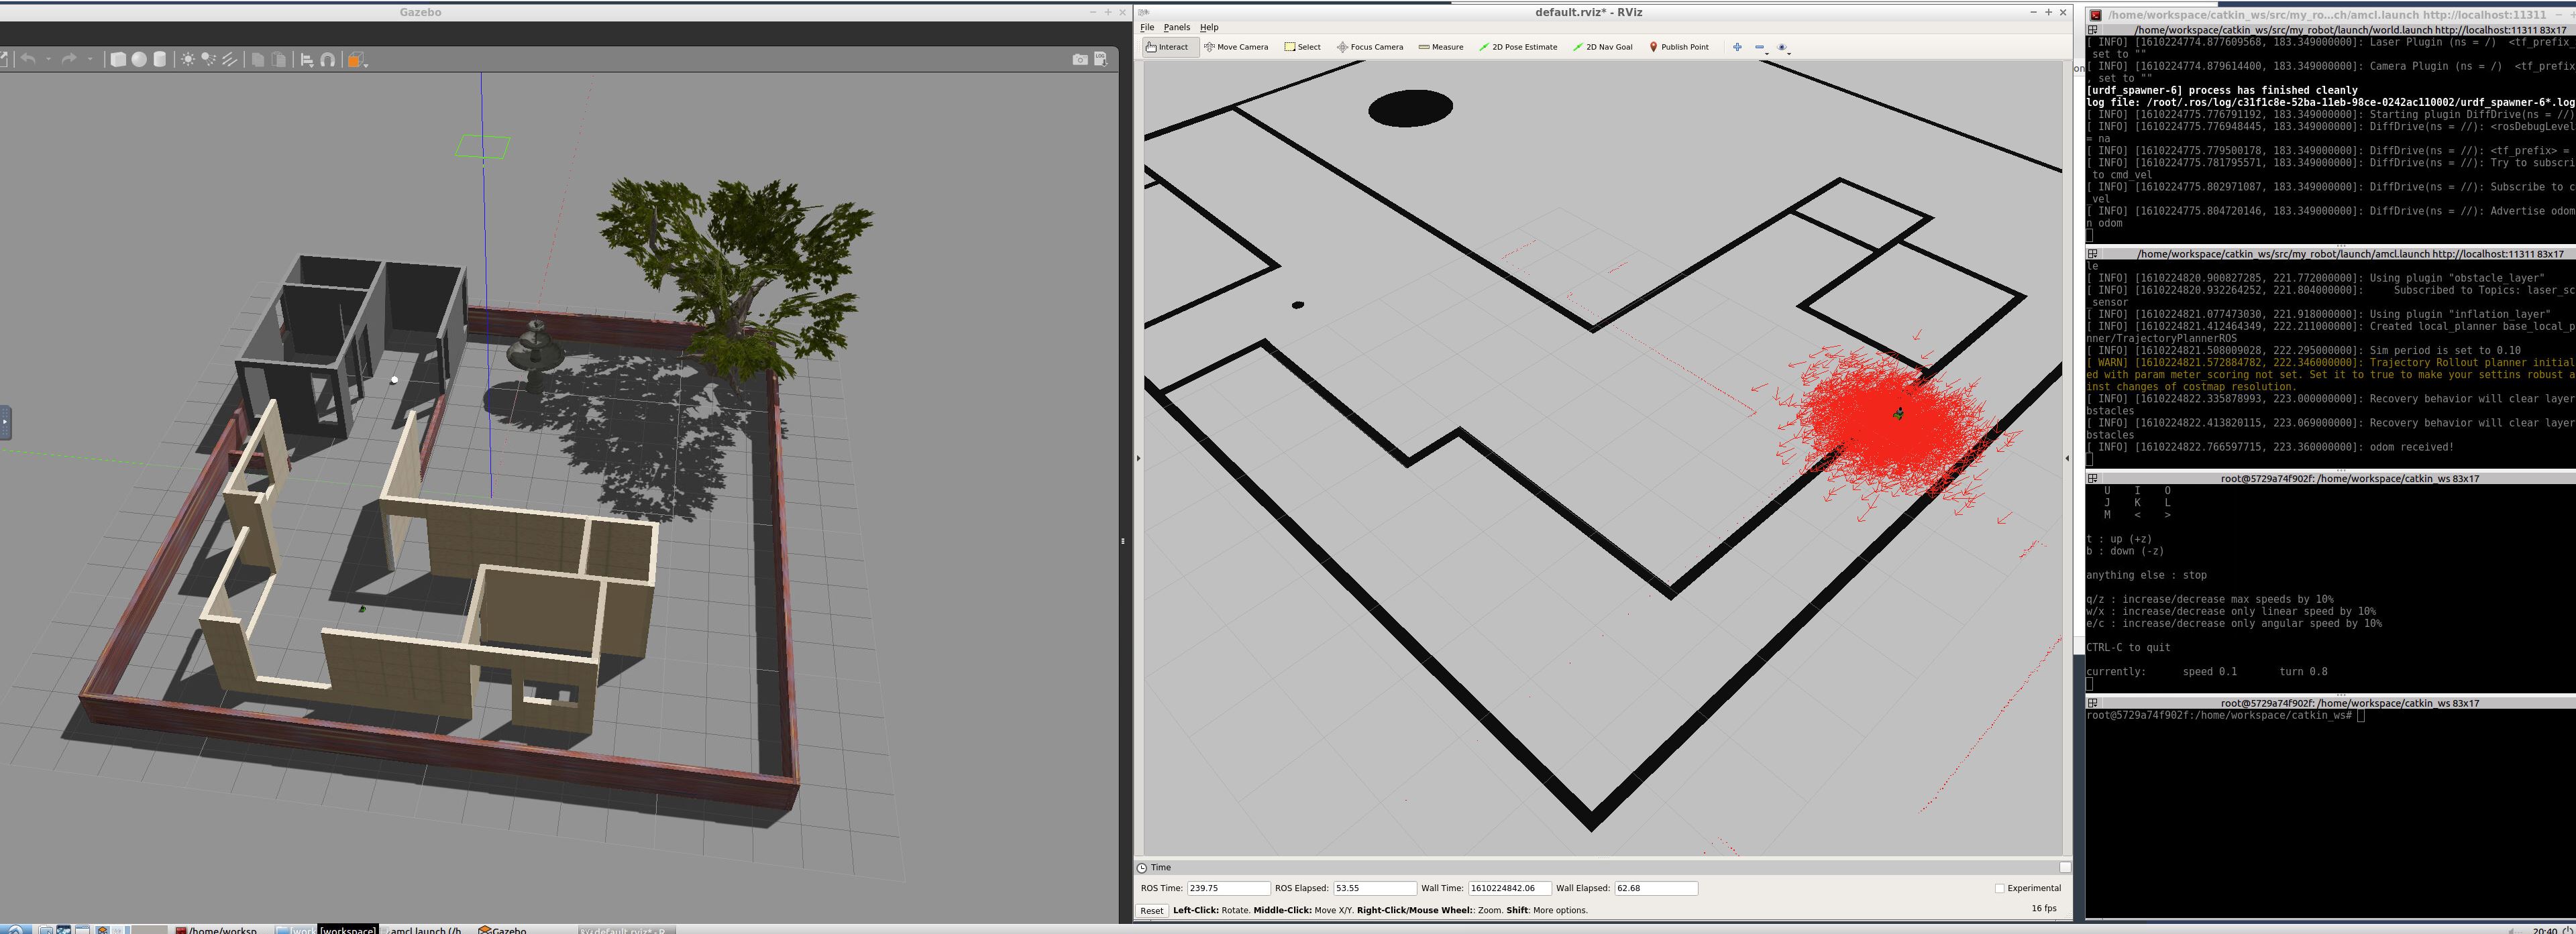 Gazebo
default.rviz* - RViz
File Panels Help
Interact Move Camera Select Focus Camera Measure 2D Pose Estimate 2D Nav Goal Publish Point
Time
ROS Time: 239.75 ROS Elapsed: 53.55 Wall Time: 1610224842.06 Wall Elapsed: 62.68 Experimental
Reset Left-Click: Rotate. Middle-Click: Move X/Y. Right-Click/Mouse Wheel:: Zoom. Shift: More options. 16 fps
/home/workspace/catkin_ws/src/my_ro...ch/amcl.launch http://localhost:11311
/home/workspace/catkin_ws/src/my_robot/launch/world.launch http://localhost:11311 83x17
[ INFO] [1610224774.877609568, 183.349000000]: Laser Plugin (ns = /) <tf_prefix_
 set to ""
[ INFO] [1610224774.879614400, 183.349000000]: Camera Plugin (ns = /) <tf_prefix
, set to ""
[urdf_spawner-6] process has finished cleanly
log file: /root/.ros/log/c31f1c8e-52ba-11eb-98ce-0242ac110002/urdf_spawner-6*.log
[ INFO] [1610224775.776791192, 183.349000000]: Starting plugin DiffDrive(ns = //)
[ INFO] [1610224775.776948445, 183.349000000]: DiffDrive(ns = //): <rosDebugLevel
= na
[ INFO] [1610224775.779500178, 183.349000000]: DiffDrive(ns = //): <tf_prefix> =
[ INFO] [1610224775.781795571, 183.349000000]: DiffDrive(ns = //): Try to subscri
 to cmd_vel
[ INFO] [1610224775.802971087, 183.349000000]: DiffDrive(ns = //): Subscribe to c
_vel
[ INFO] [1610224775.804720146, 183.349000000]: DiffDrive(ns = //): Advertise odom
n odom
/home/workspace/catkin_ws/src/my_robot/launch/amcl.launch http://localhost:11311 83x17
le
[ INFO] [1610224820.900827285, 221.772000000]: Using plugin "obstacle_layer"
[ INFO] [1610224820.932264252, 221.804000000]: Subscribed to Topics: laser_sc
_sensor
[ INFO] [1610224821.077473030, 221.918000000]: Using plugin "inflation_layer"
[ INFO] [1610224821.412464349, 222.211000000]: Created local_planner base_local_p
nner/TrajectoryPlannerROS
[ INFO] [1610224821.508009028, 222.295000000]: Sim period is set to 0.10
[ WARN] [1610224821.572884782, 222.346000000]: Trajectory Rollout planner initial
ed with param meter_scoring not set. Set it to true to make your settins robust a
inst changes of costmap resolution.
[ INFO] [1610224822.335878993, 223.000000000]: Recovery behavior will clear layer
bstacles
[ INFO] [1610224822.413820115, 223.069000000]: Recovery behavior will clear layer
bstacles
[ INFO] [1610224822.766597715, 223.360000000]: odom received!
root@5729a74f902f: /home/workspace/catkin_ws 83x17
U I O
J K L
M < >
t : up (+z)
b : down (-z)
anything else : stop
q/z : increase/decrease max speeds by 10%
w/x : increase/decrease only linear speed by 10%
e/c : increase/decrease only angular speed by 10%
CTRL-C to quit
currently: speed 0.1 turn 0.8
root@5729a74f902f: /home/workspace/catkin_ws 83x17
root@5729a74f902f:/home/workspace/catkin_ws#
/home/worksp [workspace] amcl.launch (/h Gazebo default.rviz* - R 20:40